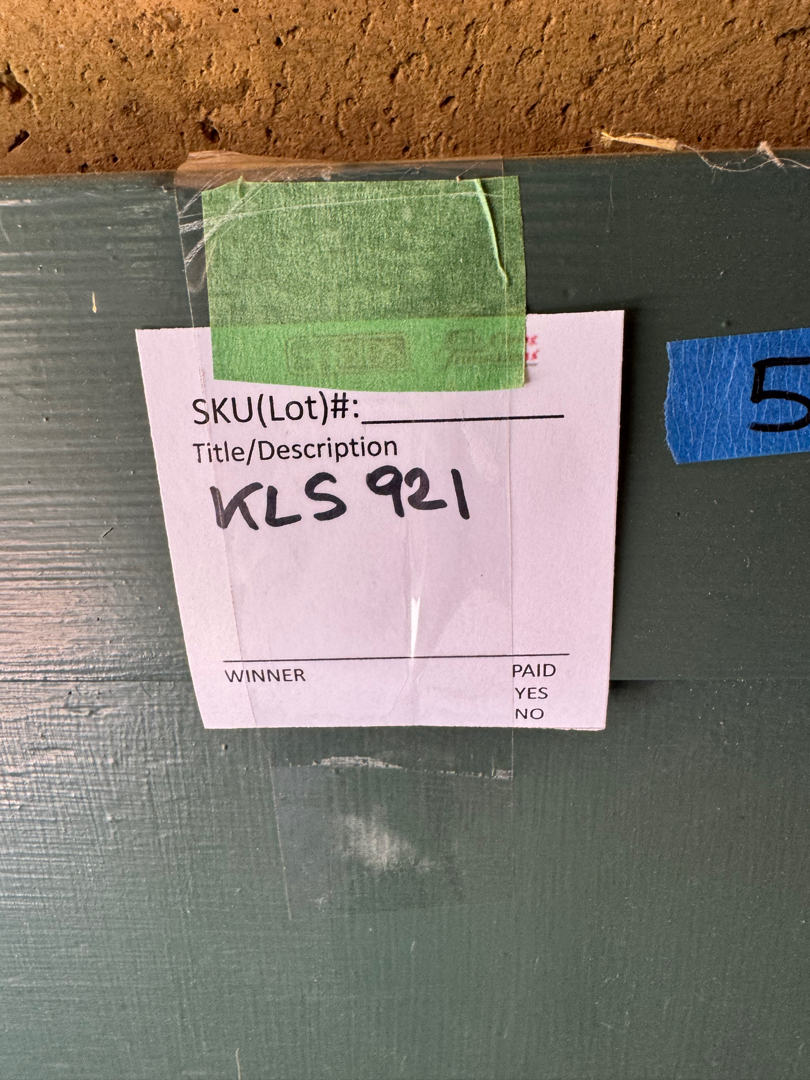 SKU(Lot)#:
Title/Description
KLS 921
WINNER
PAID
YES
NO
5